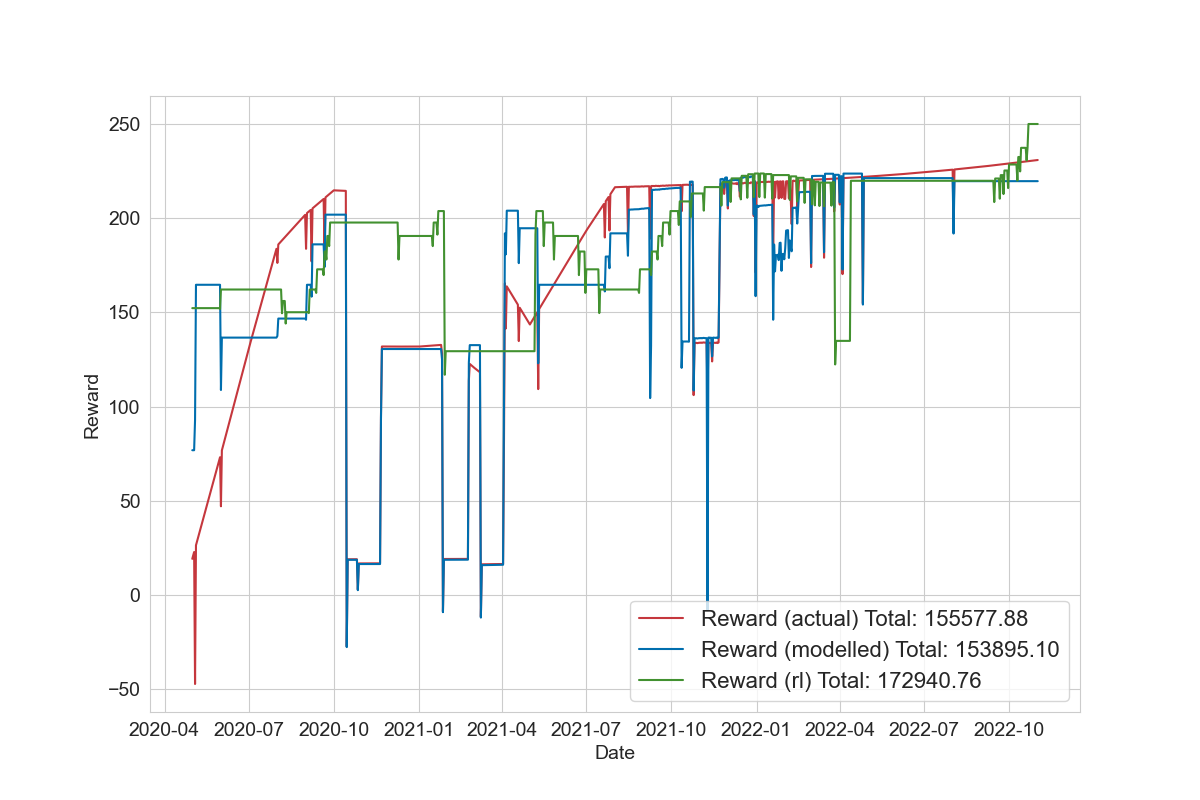 250
200
150
100
50
0
−50
Reward
Reward (actual) Total: 155577.88
Reward (modelled) Total: 153895.10
Reward (rl) Total: 172940.76
2020-04 2020-07 2020-10 2021-01 2021-04 2021-07 2021-10 2022-01 2022-04 2022-07 2022-10
Date